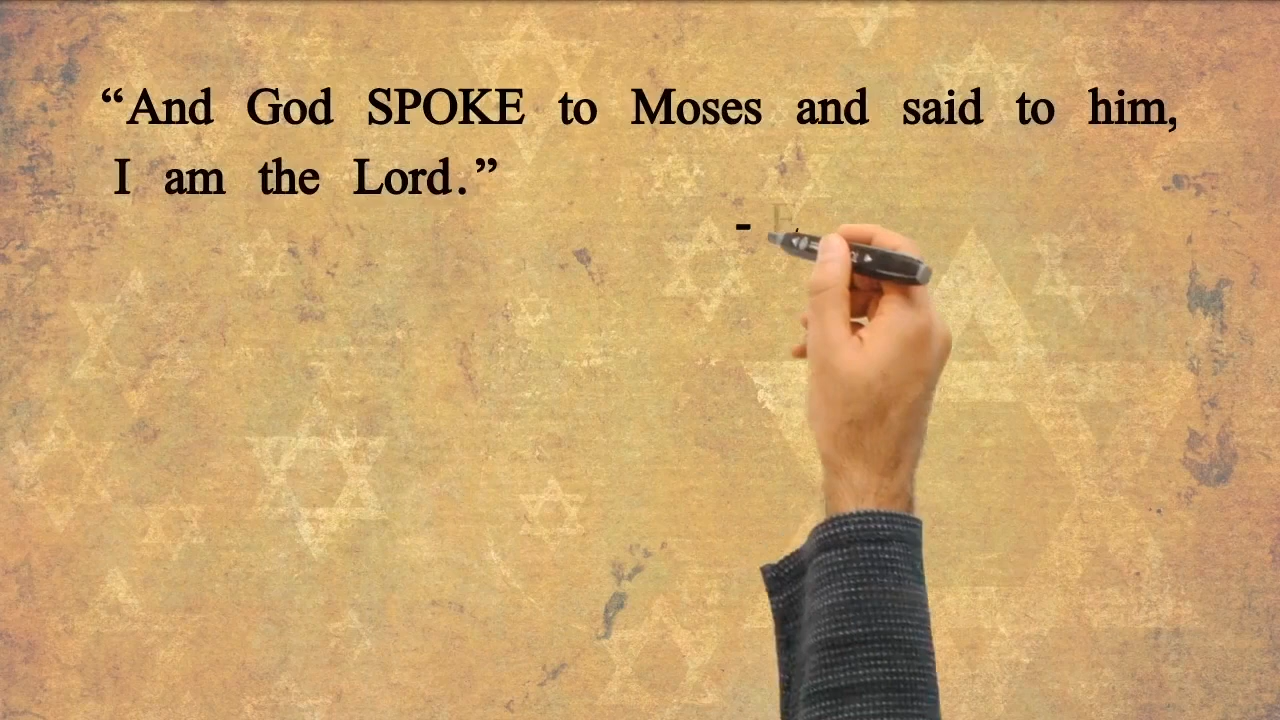 “And God SPOKE to Moses and said to him,
I am the Lord.”
-